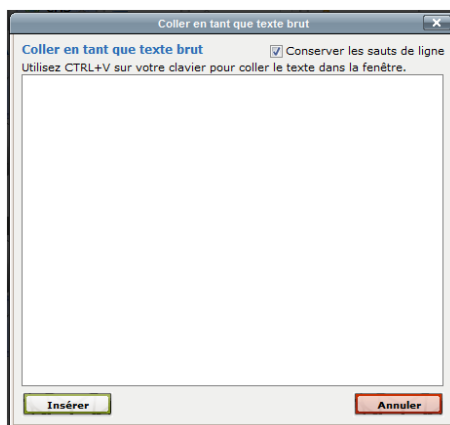 Coller en tant que texte brut
Coller en tant que texte brut Conserver les sauts de ligne
Utilisez CTRL+V sur votre clavier pour coller le texte dans la fenêtre.
Insérer Annuler